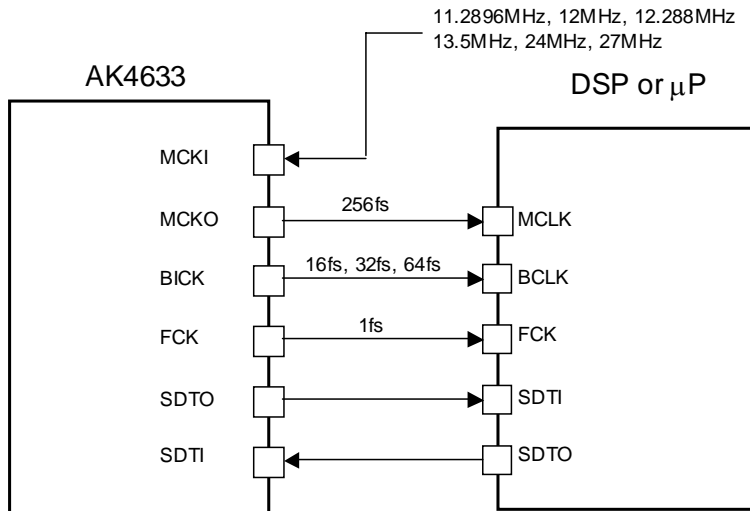 11.2896MHz, 12MHz, 12.288MHz
13.5MHz, 24MHz, 27MHz
AK4633
DSP or μP
MCKI
MCKO
256fs
MCLK
BICK
16fs, 32fs, 64fs
BCLK
FCK
1fs
FCK
SDTO
SDTI
SDTI
SDTO